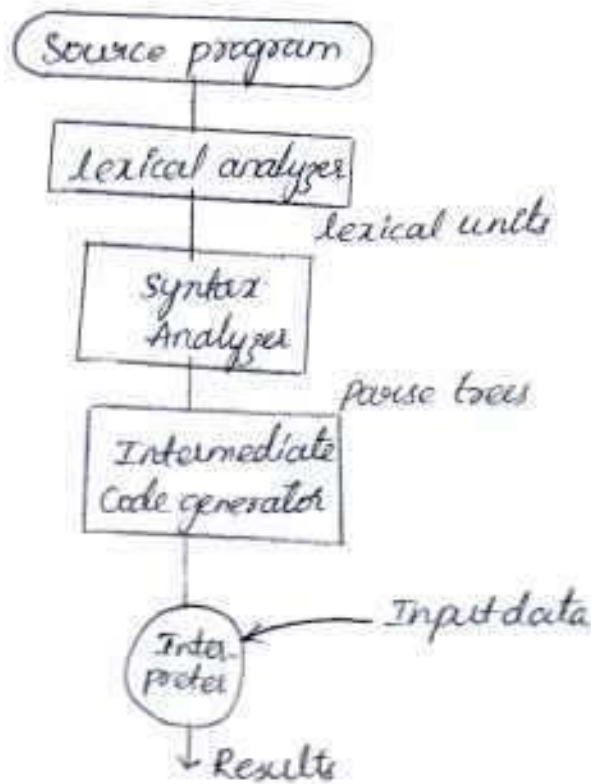 Source program
lexical analyzer
lexical units
Syntax
Analyzer
parse trees
Intermediate
Code generator
Input data
Inter-
preter
Results